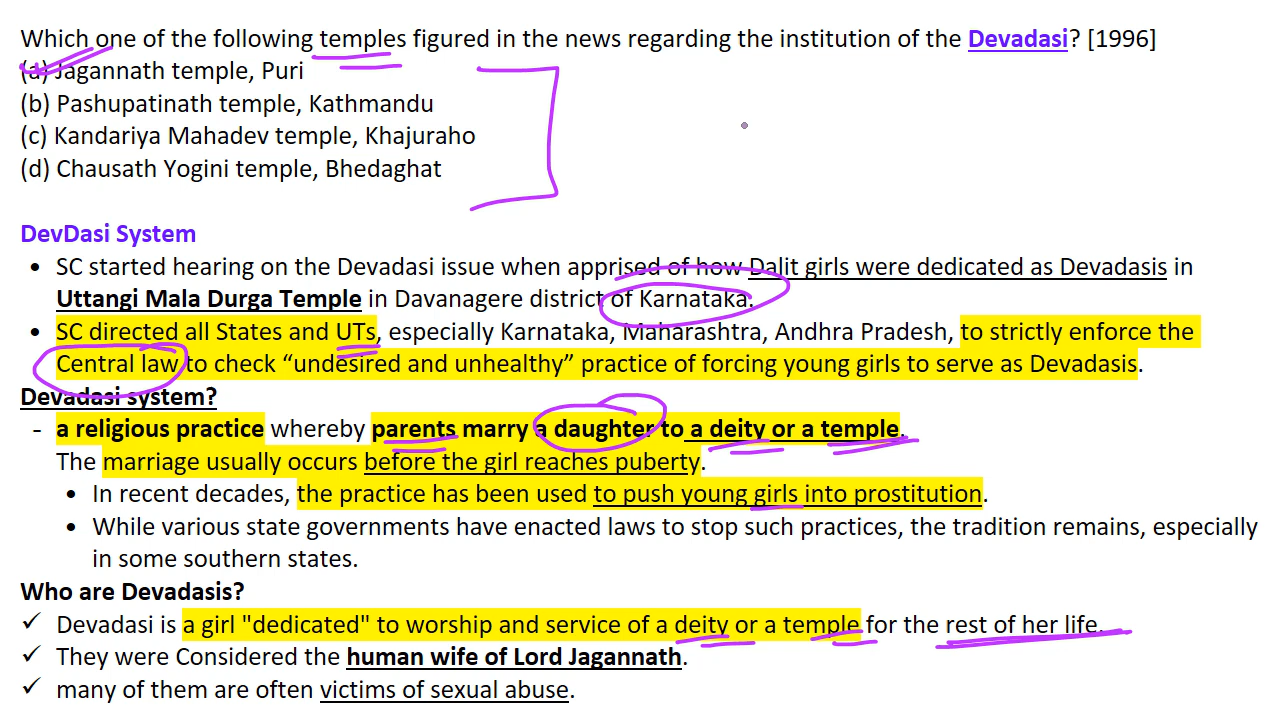 Which one of the following temples figured in the news regarding the institution of the Devadasi? [1996]
(a) Jagannath temple, Puri
(b) Pashupatinath temple, Kathmandu
(c) Kandariya Mahadev temple, Khajuraho
(d) Chausath Yogini temple, Bhedaghat
DevDasi System
• SC started hearing on the Devadasi issue when apprised of how Dalit girls were dedicated as Devadasis in
Uttangi Mala Durga Temple in Davanagere district of Karnataka.
• SC directed all States and UTs, especially Karnataka, Maharashtra, Andhra Pradesh, to strictly enforce the
Central law to check “undesired and unhealthy” practice of forcing young girls to serve as Devadasis.
Devadasi system?
- a religious practice whereby parents marry a daughter to a deity or a temple.
The marriage usually occurs before the girl reaches puberty.
• In recent decades, the practice has been used to push young girls into prostitution.
• While various state governments have enacted laws to stop such practices, the tradition remains, especially
in some southern states.
Who are Devadasis?
✓ Devadasi is a girl "dedicated" to worship and service of a deity or a temple for the rest of her life.
✓ They were Considered the human wife of Lord Jagannath.
✓ many of them are often victims of sexual abuse.